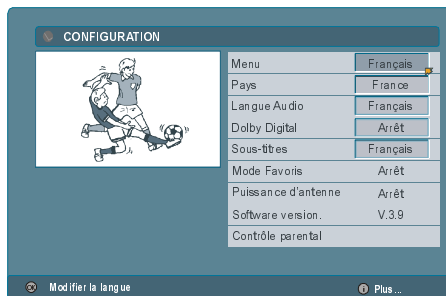 CONFIGURATION
Menu Français
Pays France
Langue Audio Français
Dolby Digital Arrêt
Sous-titres Français
Mode Favoris Arrêt
Puissance d'antenne Arrêt
Software version. V.3.9
Contrôle parental
OK Modifier la langue i Plus...